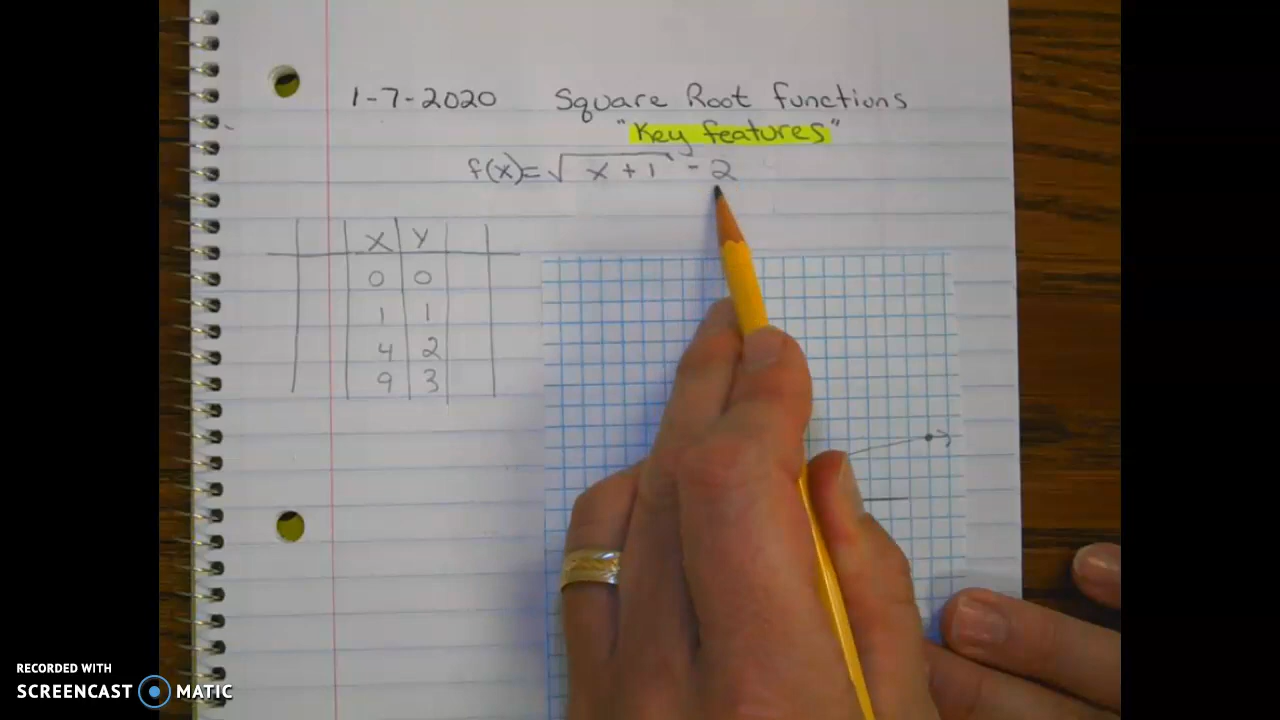 1-7-2020 Square Root functions
"Key features"
f(x)=√x+1 - 2
X Y
0 0
1 1
4 2
9 3
RECORDED WITH
SCREENCAST MATIC